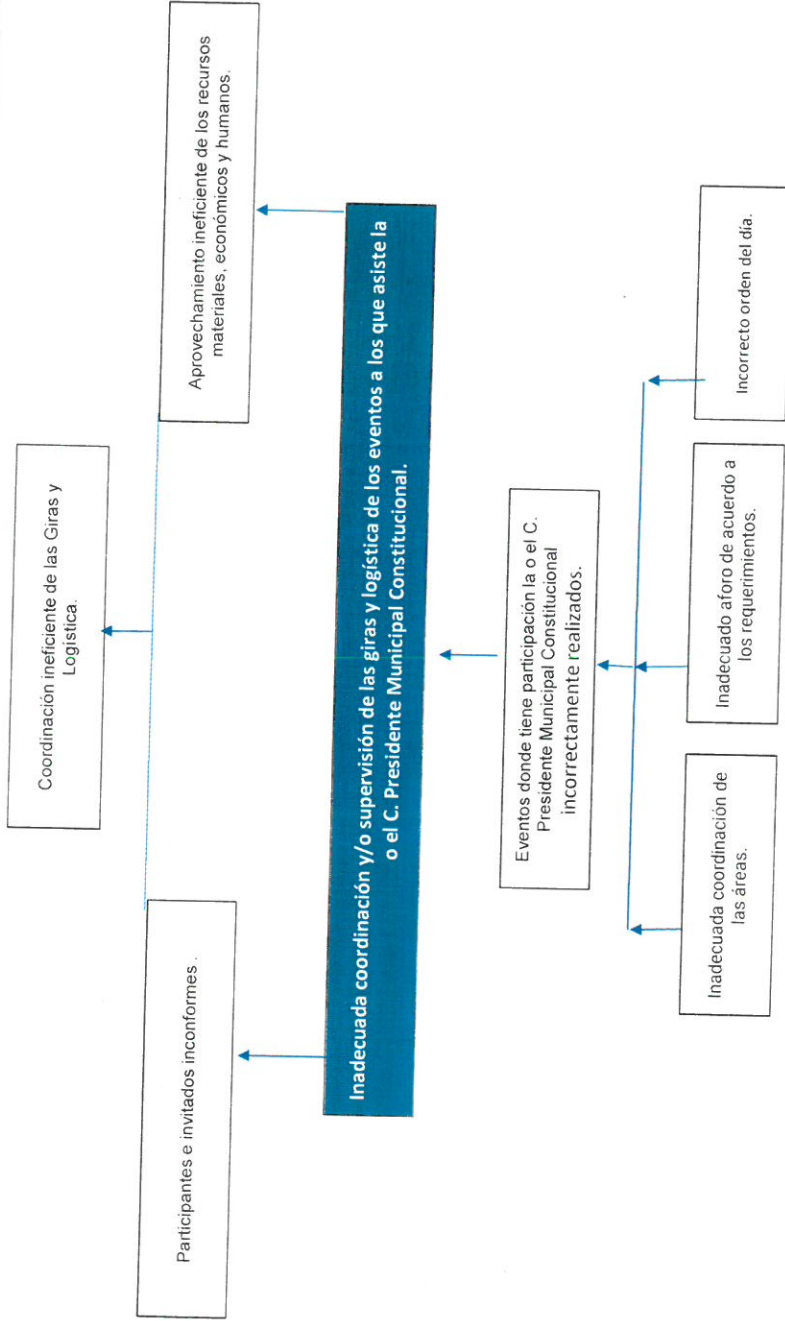 Coordinación ineficiente de las Giras y
Logística.
Participantes e invitados inconformes.
Aprovechamiento ineficiente de los recursos
materiales, económicos y humanos.
Inadecuada coordinación y/o supervisión de las giras y logística de los eventos a los que asiste la
o el C. Presidente Municipal Constitucional.
Eventos donde tiene participación la o el C.
Presidente Municipal Constitucional
incorrectamente realizados.
Inadecuada coordinación de
las áreas.
Inadecuado aforo de acuerdo a
los requerimientos.
Incorrecto orden del día.